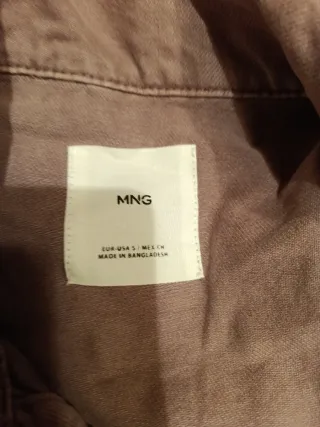 MNG
EUR-USA S / MEX CH
MADE IN BANGLADESH